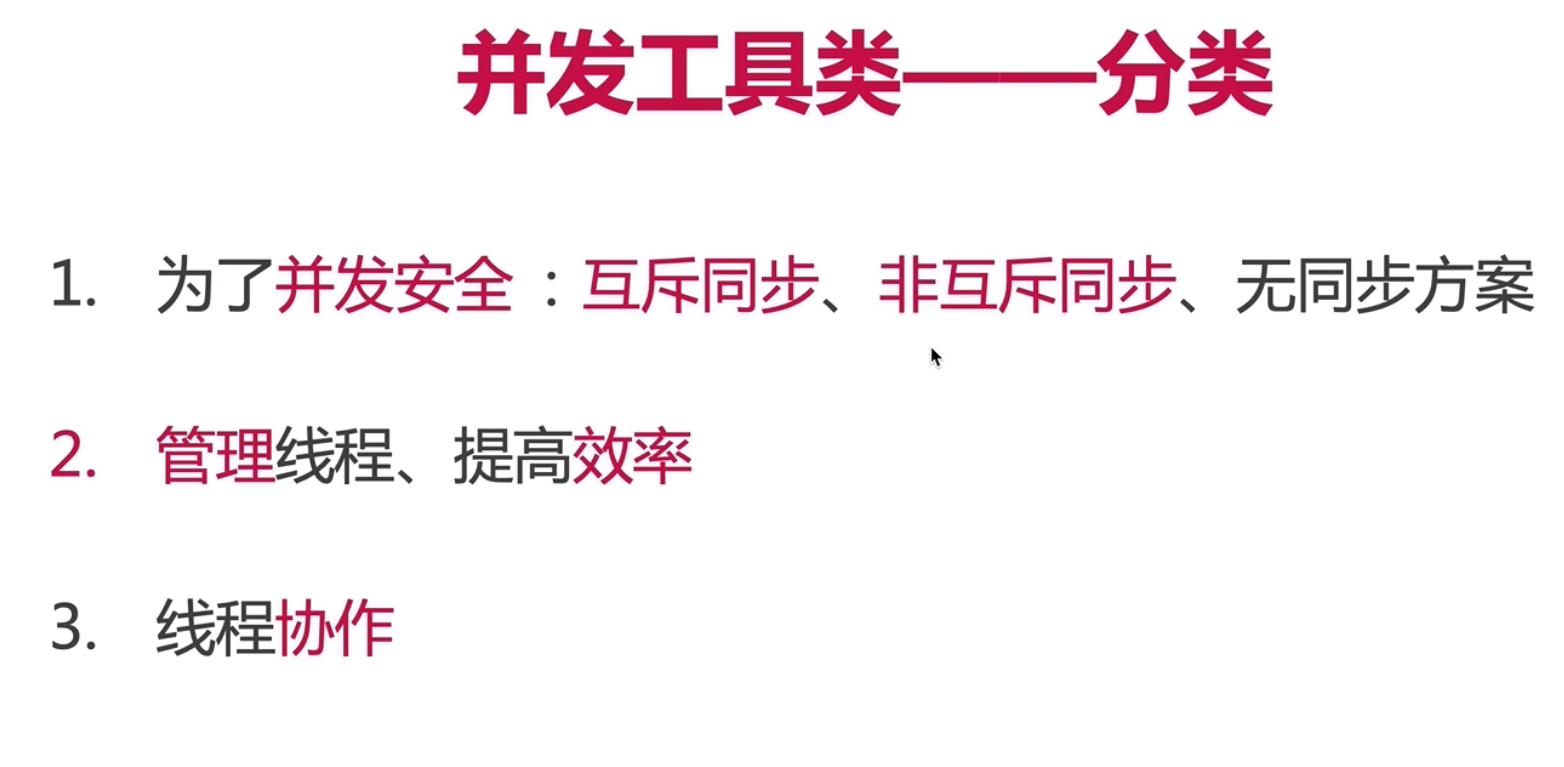 并发工具类——分类
1. 为了并发安全：互斥同步、非互斥同步、无同步方案
2. 管理线程、提高效率
3. 线程协作